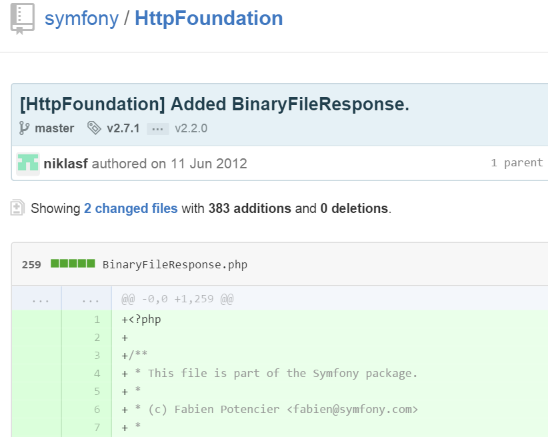 symfony / HttpFoundation
[HttpFoundation] Added BinaryFileResponse.
master v2.7.1 ... v2.2.0
niklasf authored on 11 Jun 2012 1 parent
Showing 2 changed files with 383 additions and 0 deletions.
259 BinaryFileResponse.php
... ... @@ -0,0 +1,259 @@
1 +<?php
2 +
3 +/**
4 + * This file is part of the Symfony package.
5 + *
6 + * (c) Fabien Potencier <fabien@symfony.com>
7 + *